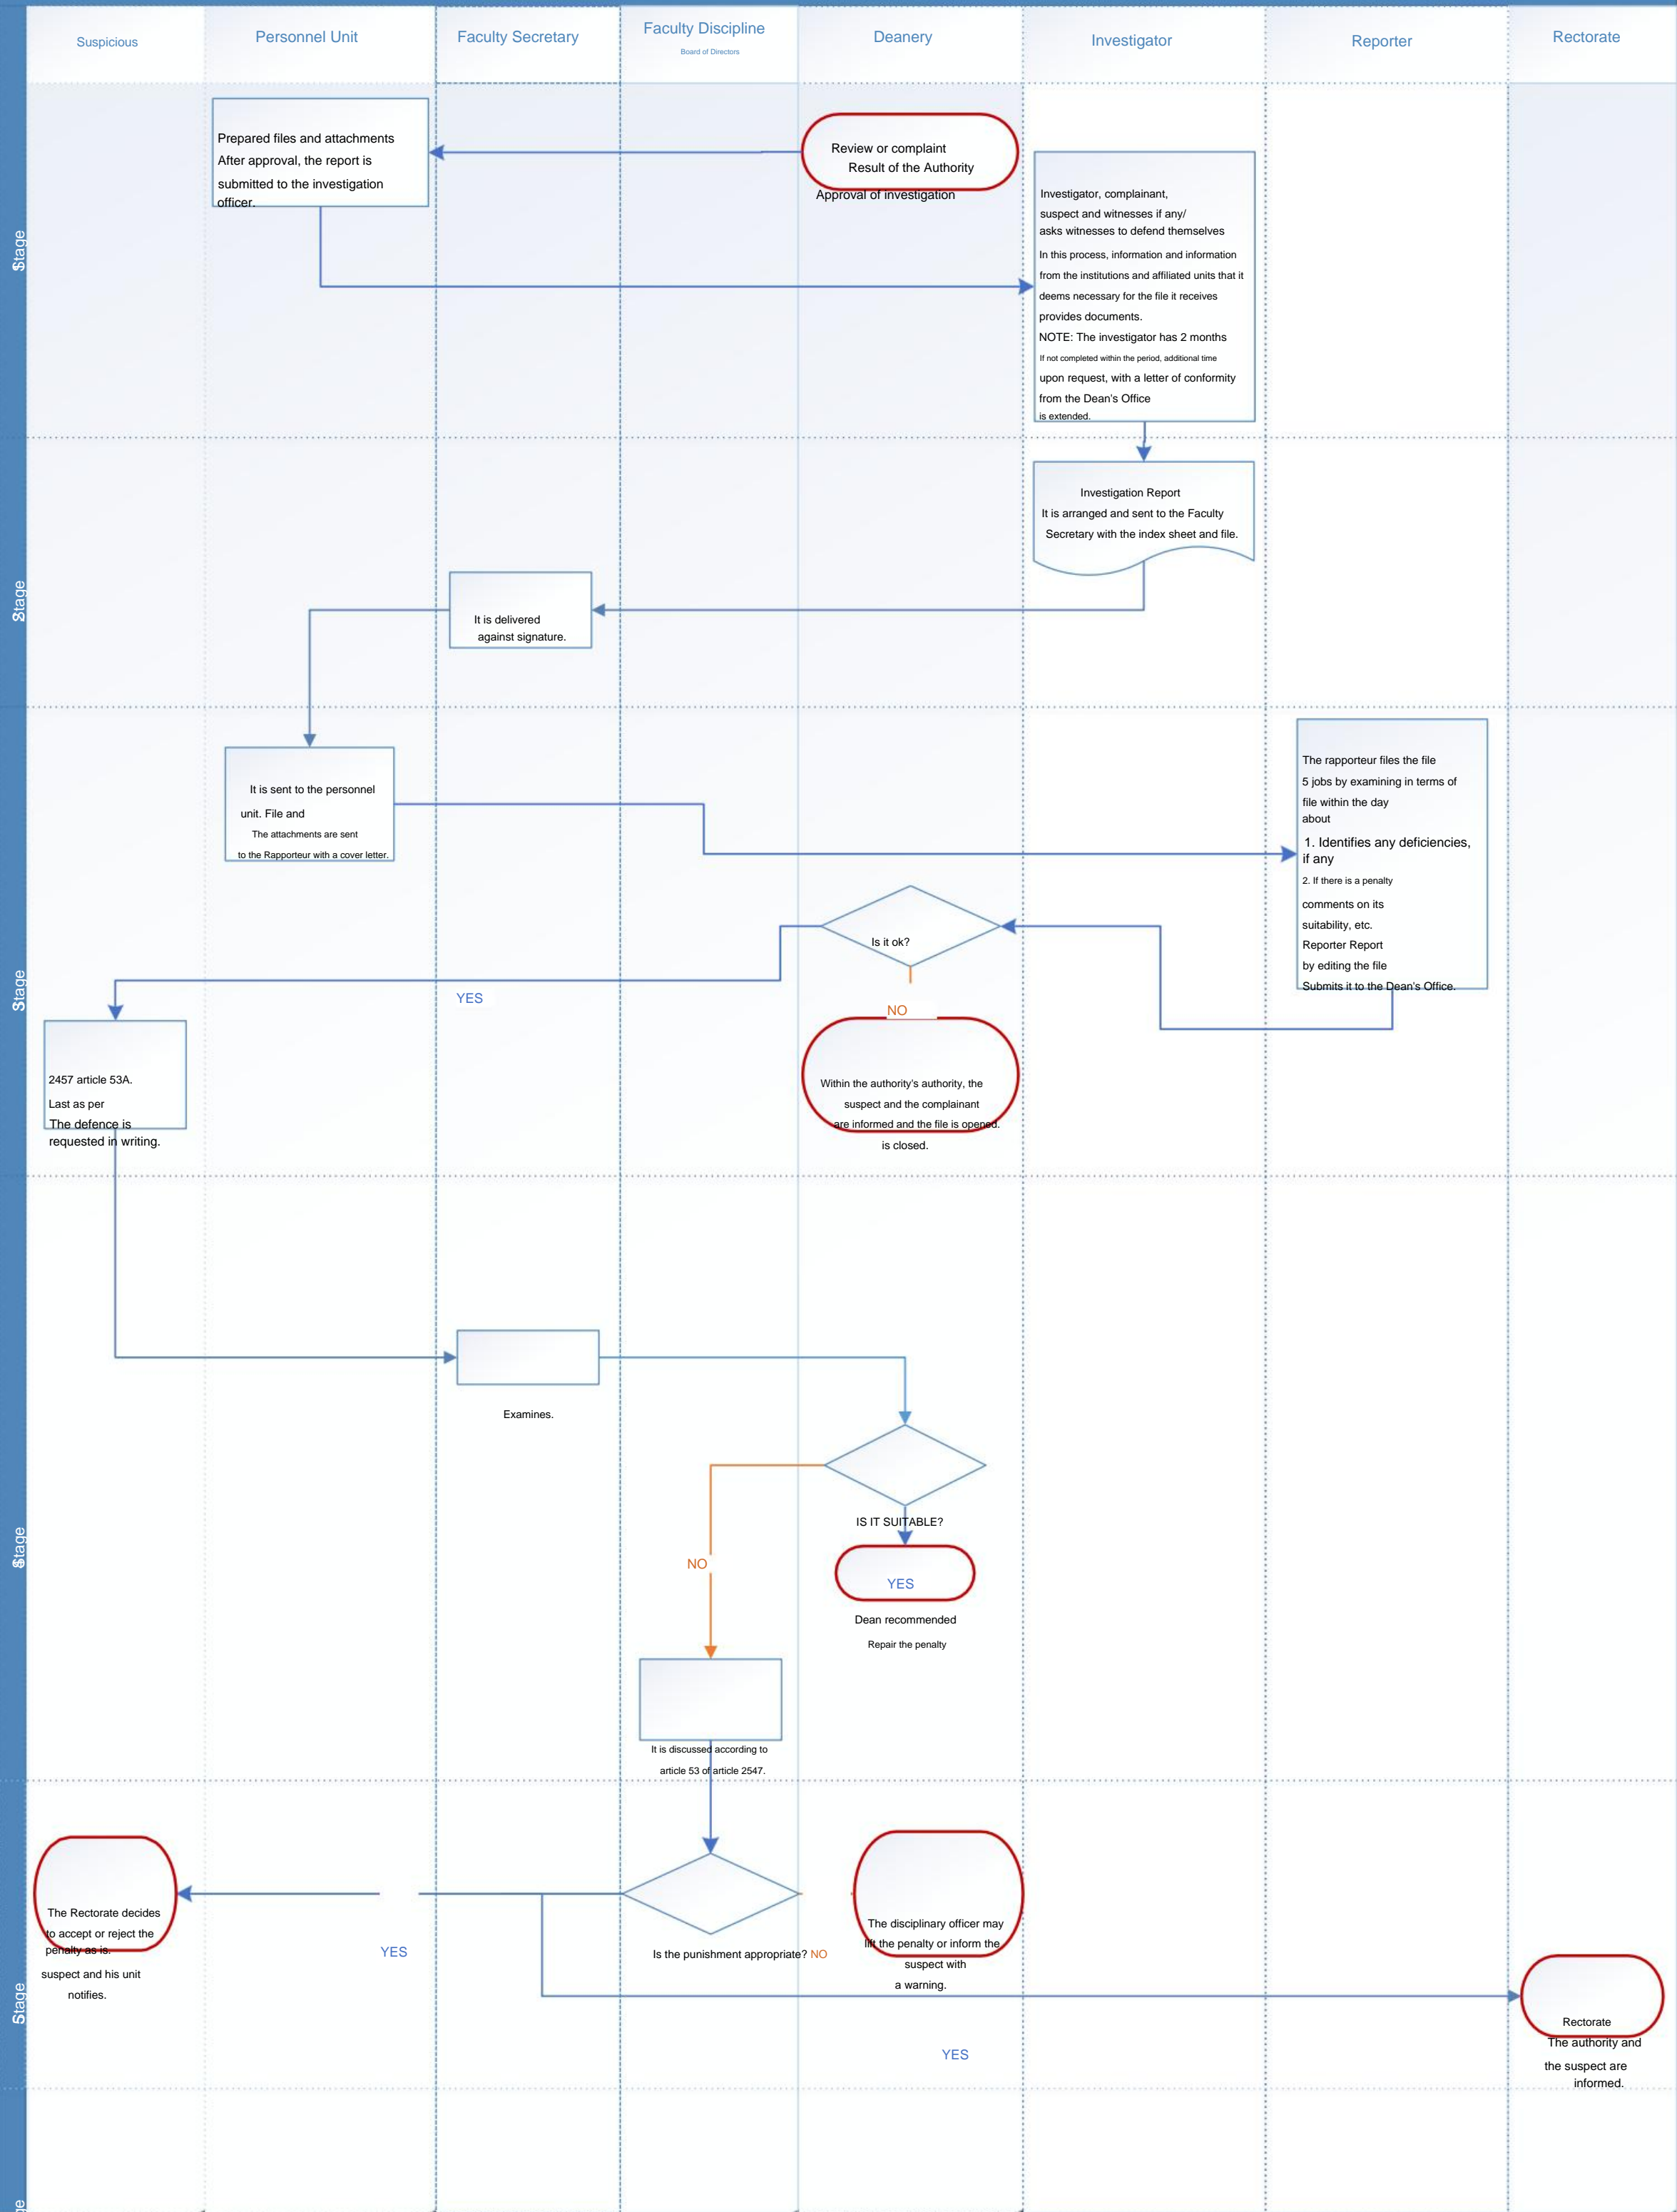 Suspicious
Personnel Unit
Faculty Secretary
Faculty Discipline
Board of Directors
Deanery
Investigator
Reporter
Rectorate
Stage
Prepared files and attachments
After approval, the report is
submitted to the investigation
officer.
Review or complaint
Result of the Authority
Approval of investigation
Investigator, complainant,
suspect and witnesses if any/
asks witnesses to defend themselves
In this process, information and information
from the institutions and affiliated units that it
deems necessary for the file it receives
provides documents.
NOTE: The investigator has 2 months
If not completed within the period, additional time
upon request, with a letter of conformity
from the Dean's Office
is extended.
Stage
Investigation Report
It is arranged and sent to the Faculty
Secretary with the index sheet and file.
It is delivered
against signature.
Stage
It is sent to the personnel
unit. File and
The attachments are sent
to the Rapporteur with a cover letter.
The rapporteur files the file
5 jobs by examining in terms of
file within the day
about
1. Identifies any deficiencies,
if any
2. If there is a penalty
comments on its
suitability, etc.
Reporter Report
by editing the file
Submits it to the Dean's Office.
Is it ok?
YES
NO
2457 article 53A.
Last as per
The defence is
requested in writing.
Within the authority's authority, the
suspect and the complainant
are informed and the file is opened.
is closed.
Stage
Examines.
IS IT SUITABLE?
NO
YES
Dean recommended
Repair the penalty
It is discussed according to
article 53 of article 2547.
Stage
The Rectorate decides
to accept or reject the
penalty as is.
suspect and his unit
notifies.
YES
Is the punishment appropriate? NO
The disciplinary officer may
lift the penalty or inform the
suspect with
a warning.
YES
Rectorate
The authority and
the suspect are
informed.